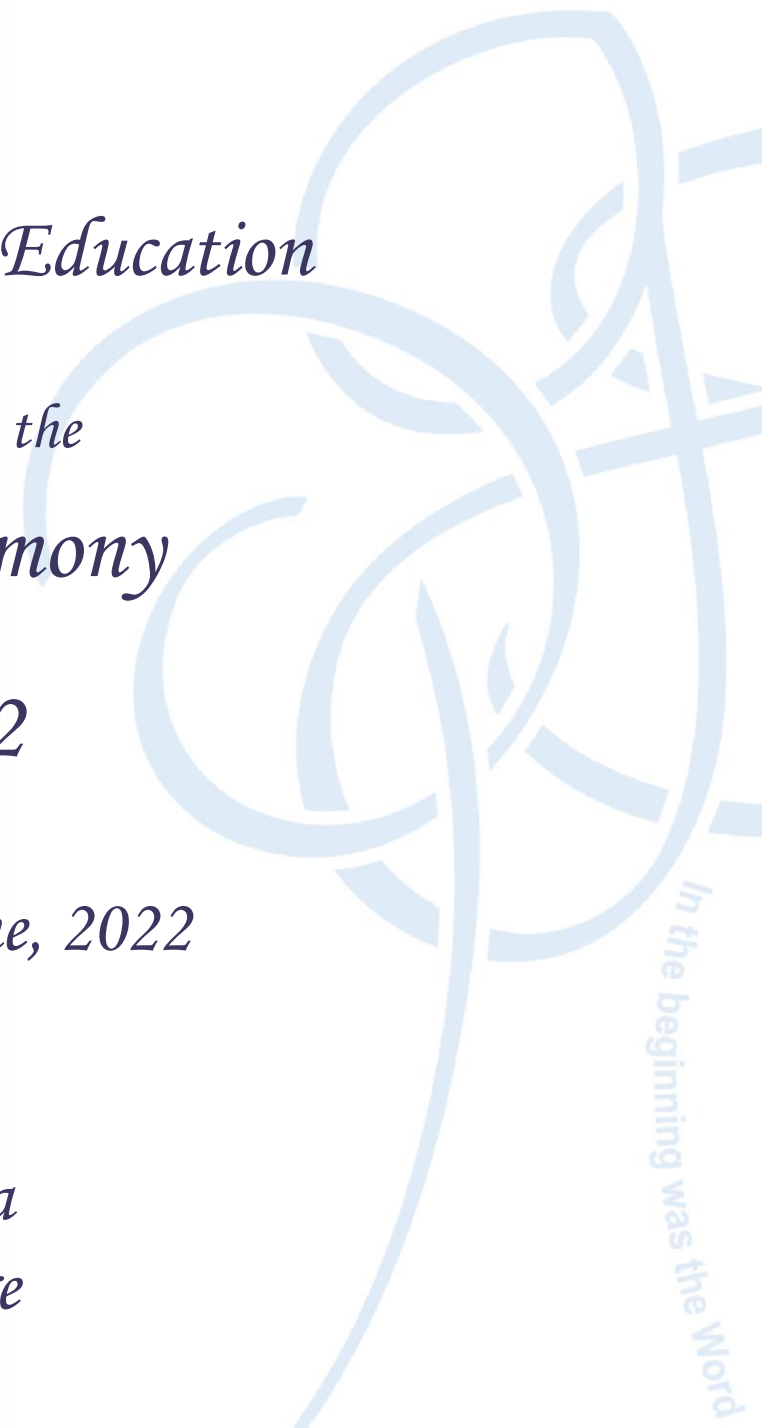 Education
the
mony
2
e, 2022
a
e
In the beginning was the Word